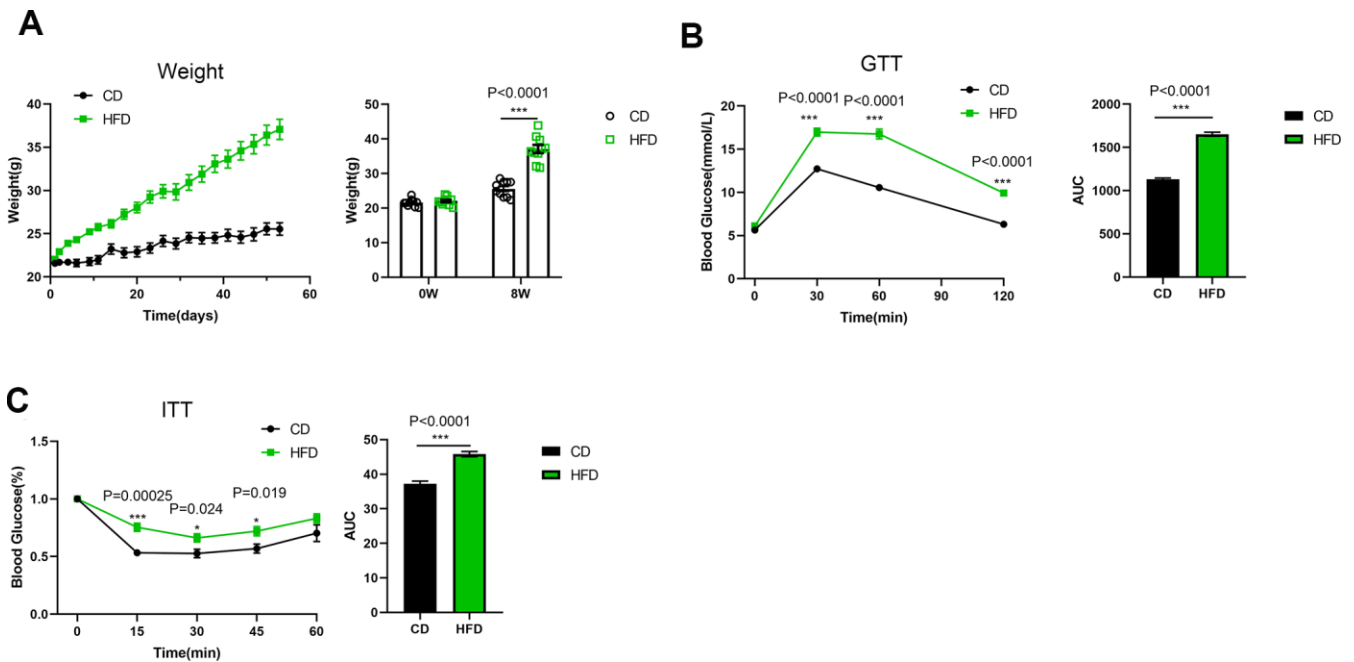 A
Weight
CD
HFD
Weight(g)
40
35
30
25
20
0
20
40
60
Time(days)
P<0.0001
***
CD
HFD
Weight(g)
50
40
30
20
10
0
0W
8W
B
GTT
CD
HFD
P<0.0001
P<0.0001
***
***
P<0.0001
***
Blood Glucose(mmol/L)
20
15
10
5
0
0
30
60
90
120
Time(min)
P<0.0001
***
CD
HFD
AUC
2000
1500
1000
500
0
CD
HFD
C
ITT
CD
HFD
P=0.00025
P=0.024
P=0.019
***
*
*
Blood Glucose(%)
1.5
1.0
0.5
0.0
0
15
30
45
60
Time(min)
P<0.0001
***
CD
HFD
AUC
50
40
30
20
10
0
CD
HFD